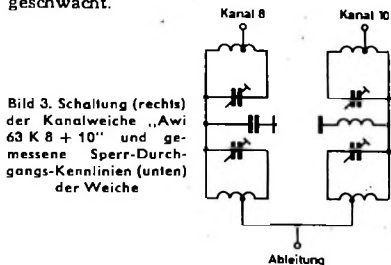 geschwächt.
Kanal 8
Kanal 10
Bild 3. Schaltung (rechts)
der Kanalweiche „Awi
63 K 8 + 10" und ge-
messene Sperr-Durch-
gangs-Kennlinien (unten)
der Weiche
Ableitung